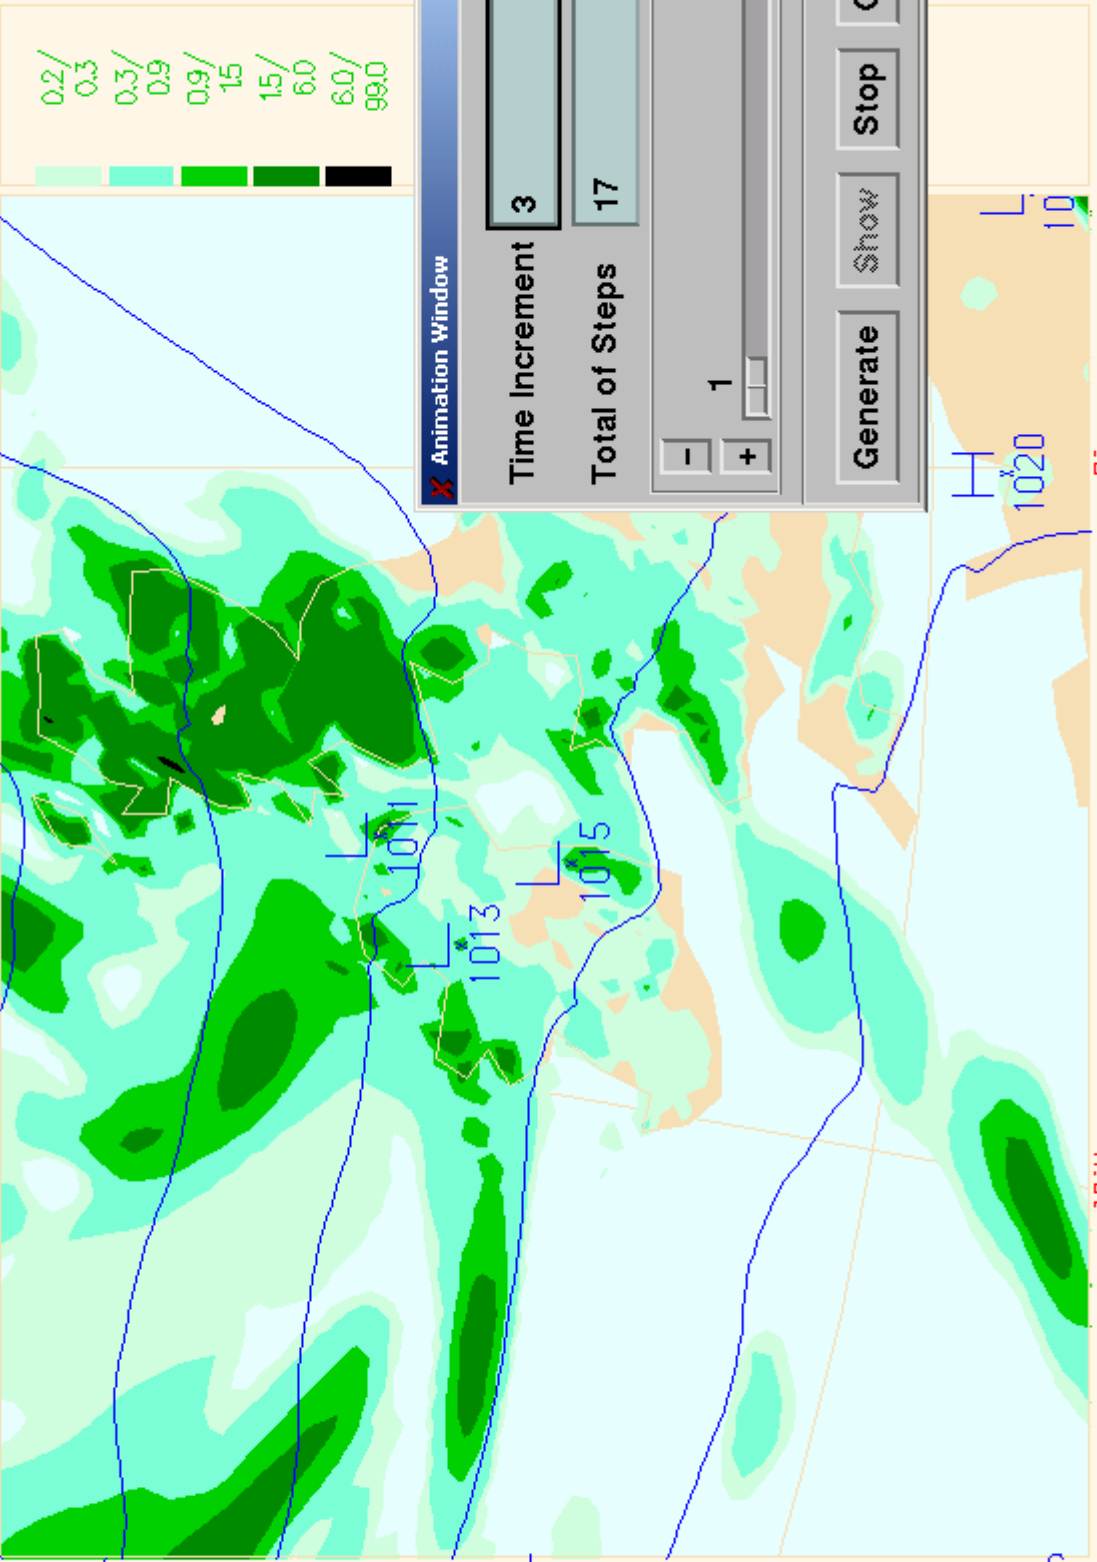 0.2/
0.3
0.3/
0.9
0.9/
1.5
1.5/
6.0
6.0/
99.0
Animation Window
Time Increment 3
Total of Steps 17
1
-
+
Generate
Show
Stop
L
1011
L
1013
L
1015
H
1020
L
10